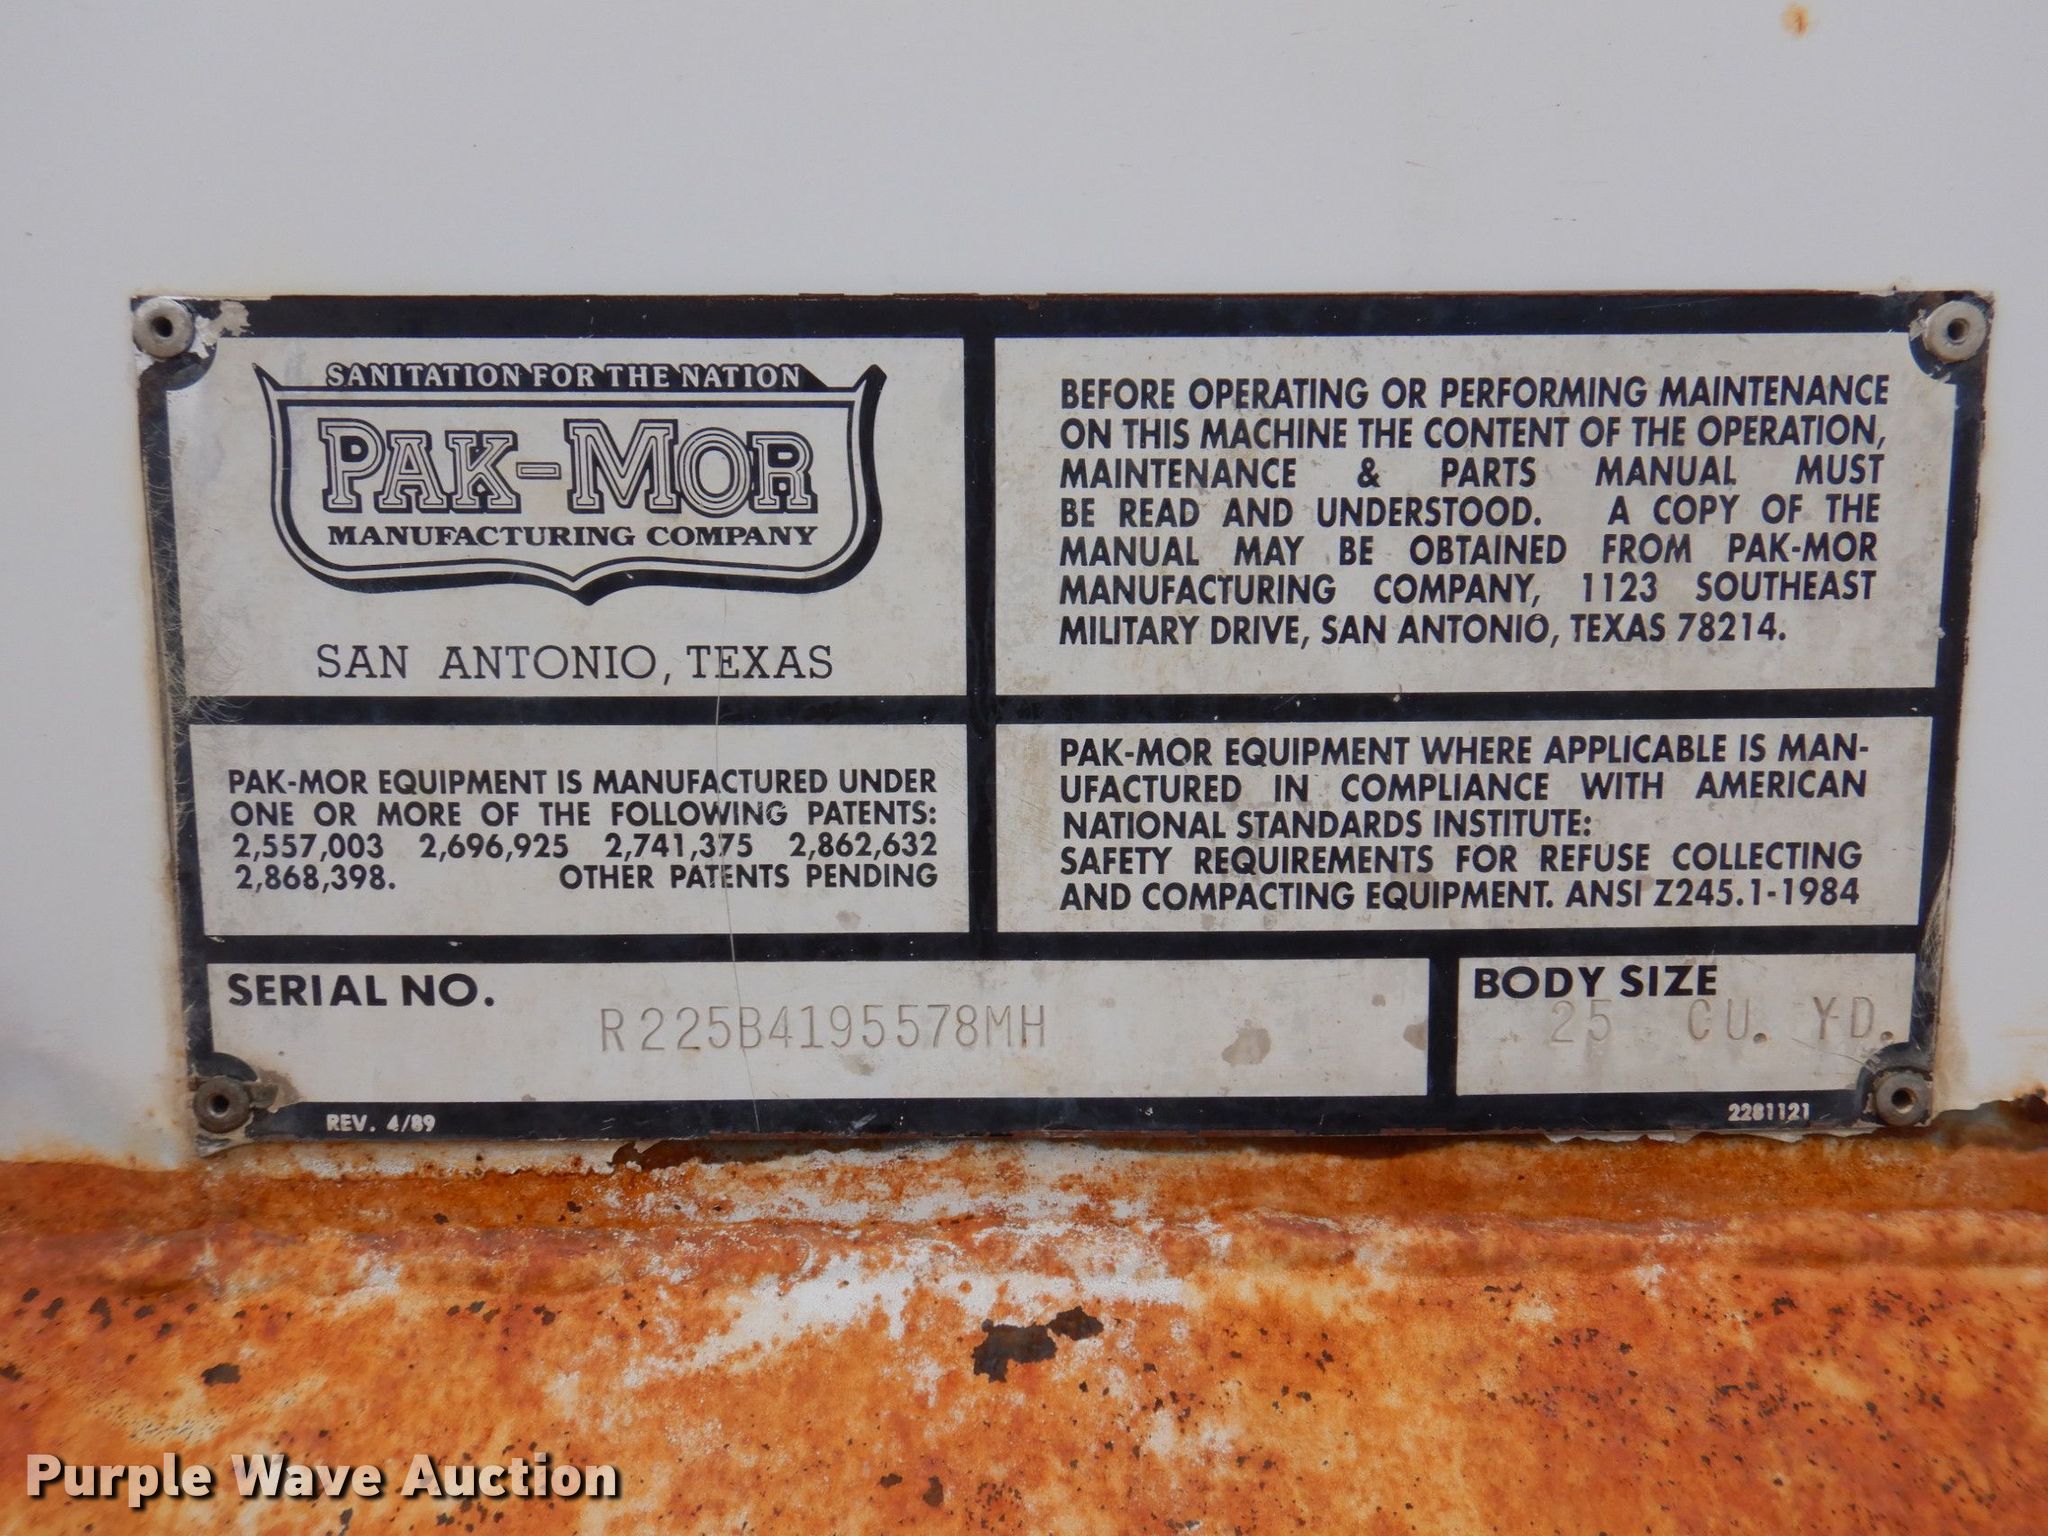 SANITATION FOR THE NATION
PAK-MOR
MANUFACTURING COMPANY
SAN ANTONIO, TEXAS
BEFORE OPERATING OR PERFORMING MAINTENANCE
ON THIS MACHINE THE CONTENT OF THE OPERATION,
MAINTENANCE & PARTS MANUAL MUST
BE READ AND UNDERSTOOD. A COPY OF THE
MANUAL MAY BE OBTAINED FROM PAK-MOR
MANUFACTURING COMPANY, 1123 SOUTHEAST
MILITARY DRIVE, SAN ANTONIO, TEXAS 78214.
PAK-MOR EQUIPMENT IS MANUFACTURED UNDER
ONE OR MORE OF THE FOLLOWING PATENTS:
2,557,003 2,696,925 2,741,375 2,862,632
2,868,398. OTHER PATENTS PENDING
PAK-MOR EQUIPMENT WHERE APPLICABLE IS MAN-
UFACTURED IN COMPLIANCE WITH AMERICAN
NATIONAL STANDARDS INSTITUTE:
SAFETY REQUIREMENTS FOR REFUSE COLLECTING
AND COMPACTING EQUIPMENT. ANSI Z245.1-1984
SERIAL NO.
R225B4195578MH
BODY SIZE
25 CU. YD.
REV. 4/89
2281121
Purple Wave Auction